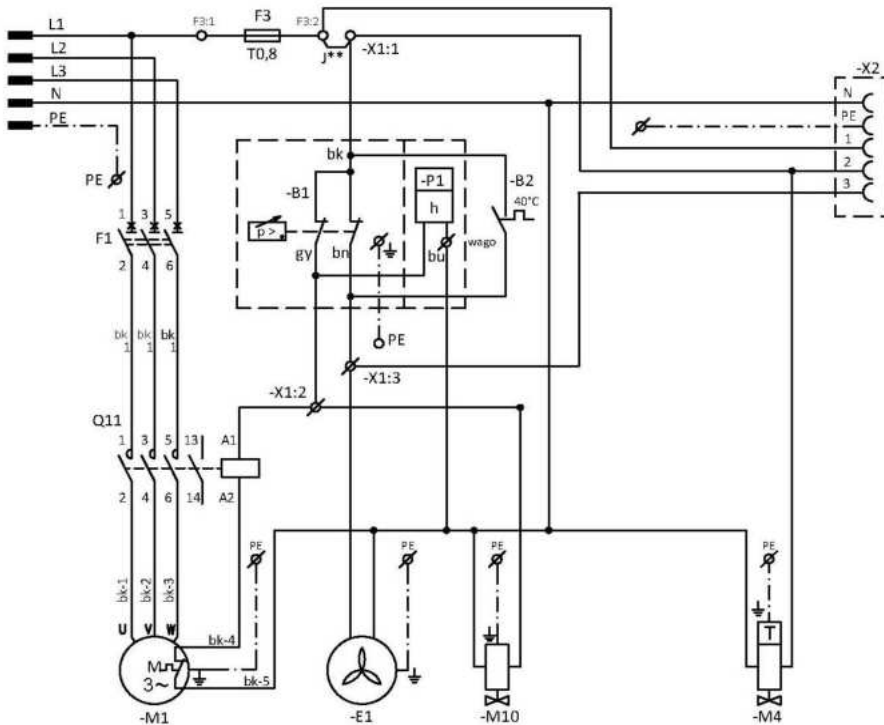 L1
F3:1
F3
F3:2
L2
T0,8
J**
-X1:1
L3
-X2
N
N
PE
PE
1
bk
2
PE
-B1
-P1
-B2
3
40°C
1 3 5
h
F1
p >
gy
bn
bu
wago
2 4 6
PE
bk 1
bk 1
bk 1
-X1:3
-X1:2
Q11
1 3 5 13
A1
2 4 6 14
A2
PE
PE
PE
PE
bk-1
bk-2
bk-3
U V W
bk-4
T
M
3~
bk-5
-M1
-E1
-M10
-M4